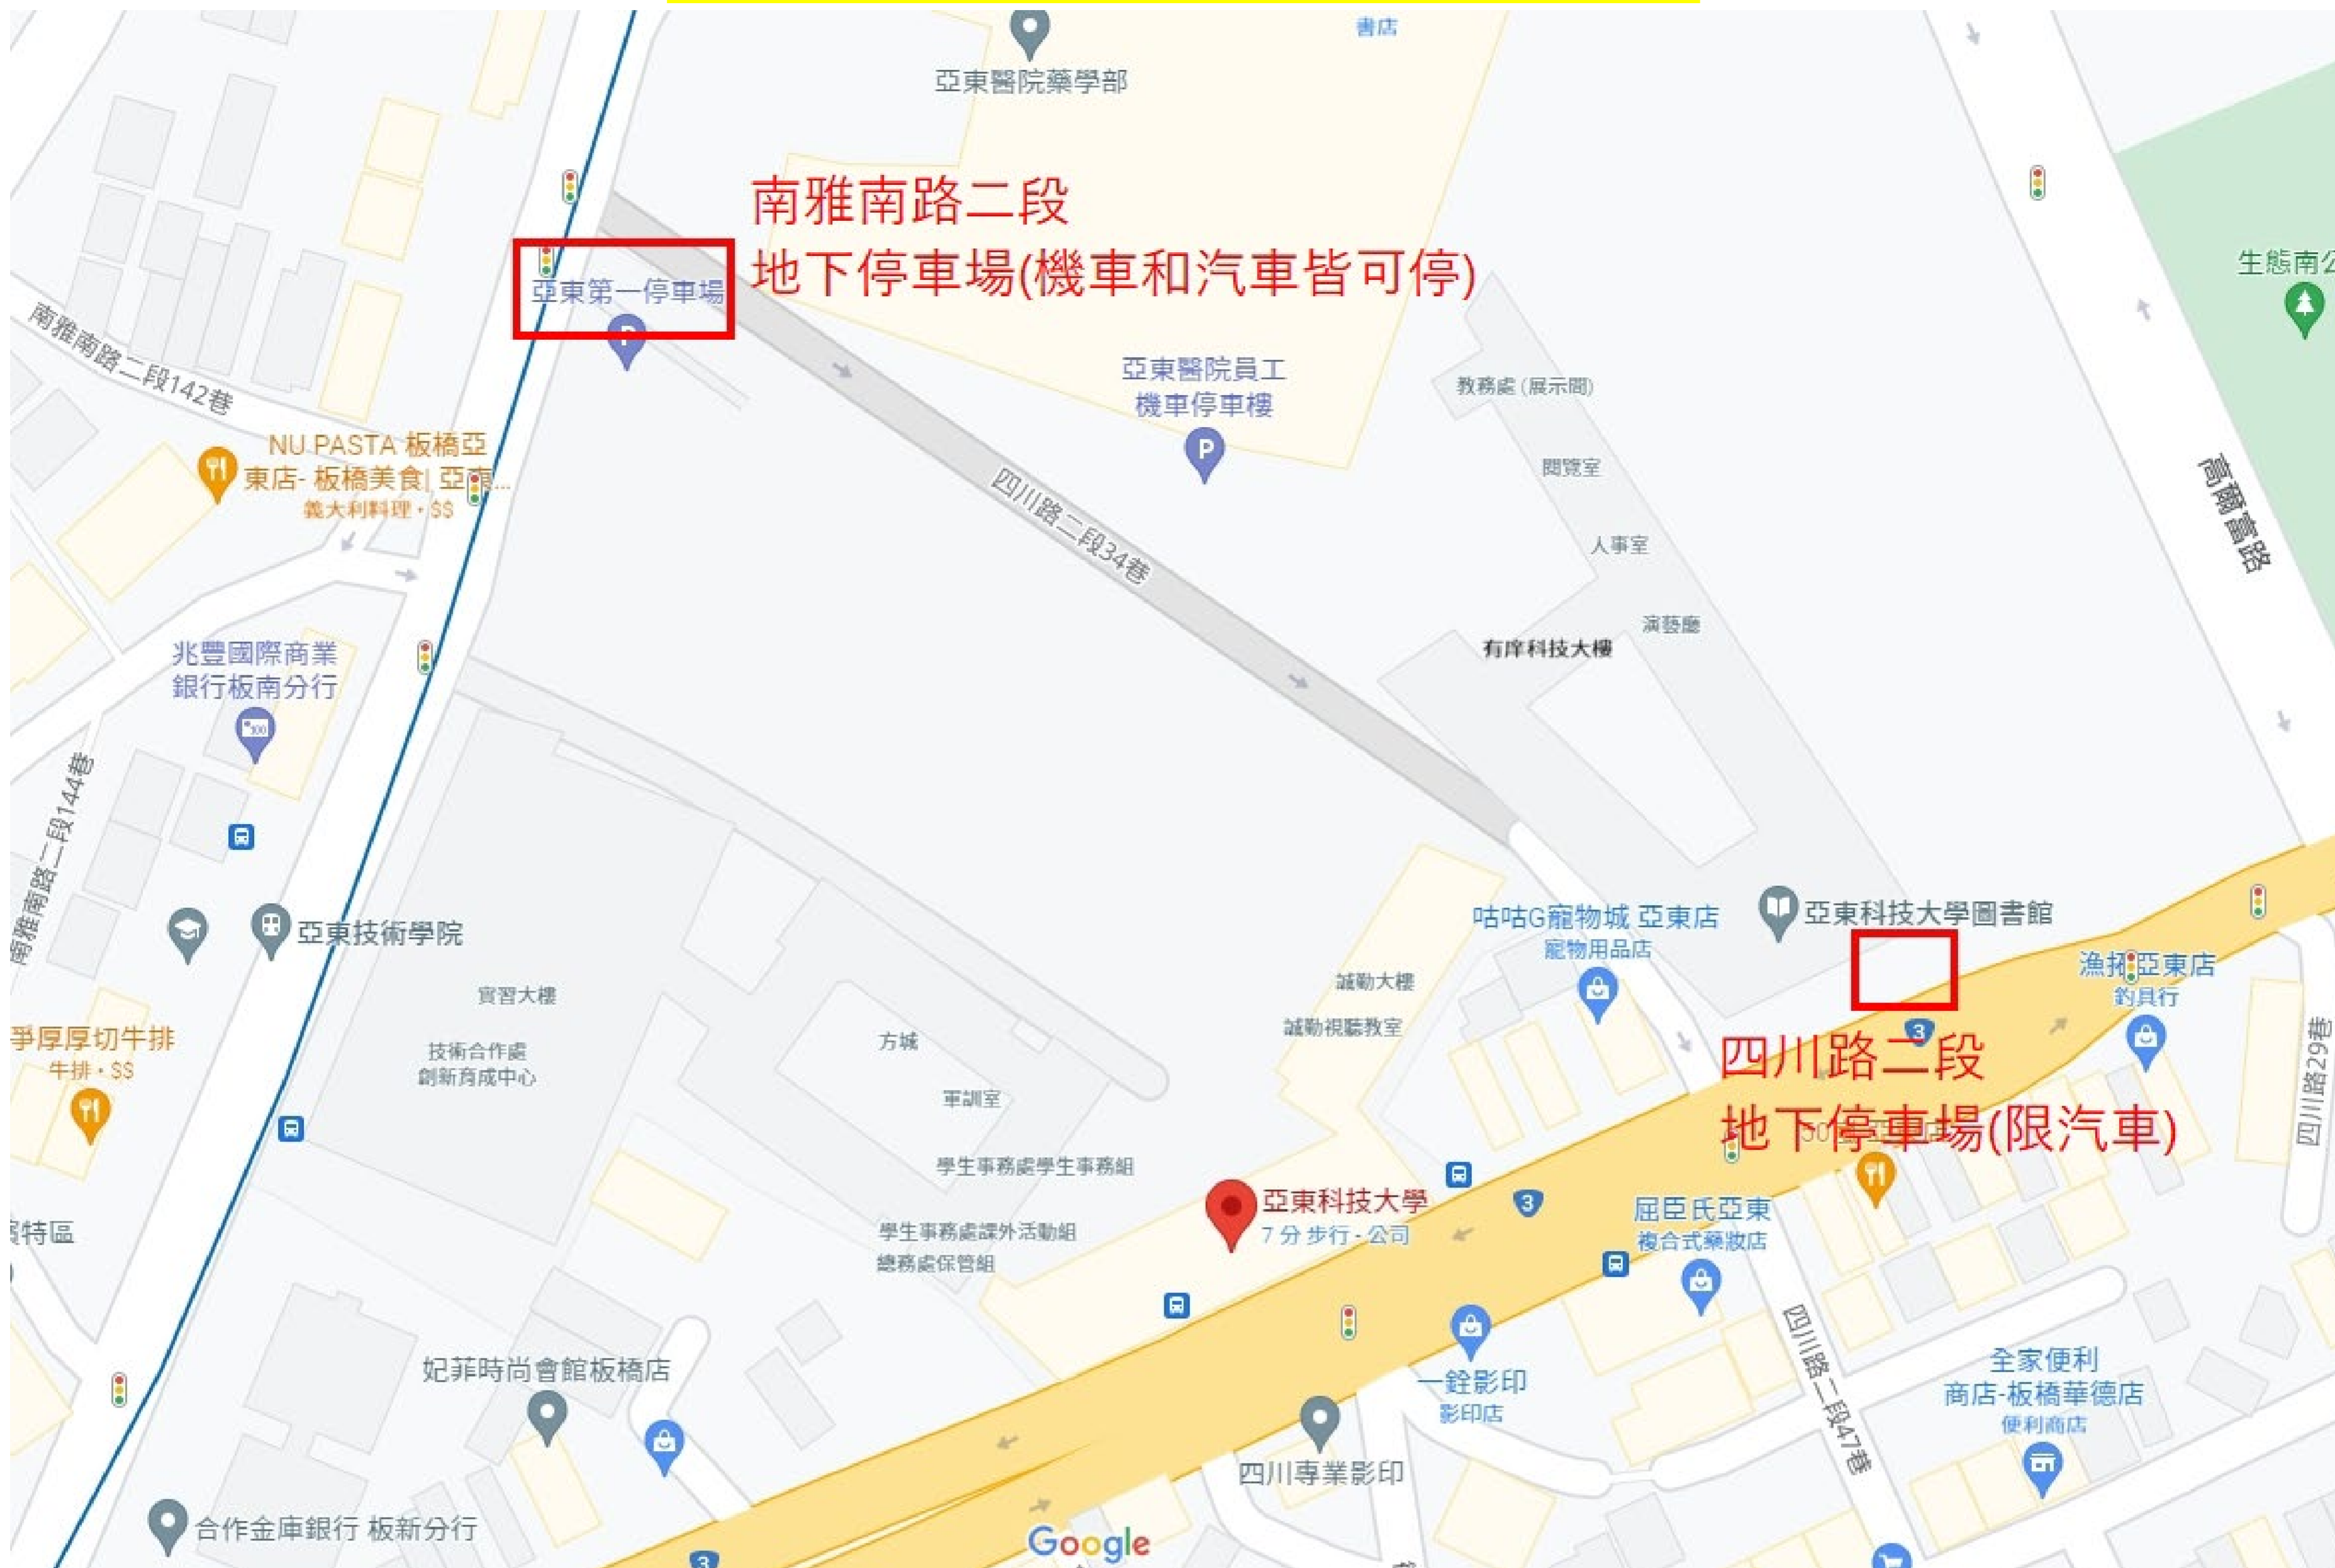 書店
亞東醫院藥學部
南雅南路二段
地下停車場(機車和汽車皆可停)
亞東第一停車場
P
生態南公
南雅南路二段142巷
亞東醫院員工
機車停車樓
P
教務處 (展示間)
NU PASTA 板橋亞
東店- 板橋美食| 亞東...
義大利料理・$$
閱覽室
四川路二段34巷
高爾富路
人事室
演藝廳
有庠科技大樓
兆豐國際商業
銀行板南分行
南雅南路二段144巷
亞東技術學院
咕咕G寵物城 亞東店
寵物用品店
亞東科技大學圖書館
漁拓亞東店
釣具行
誠勤大樓
誠勤視聽教室
實習大樓
方城
技術合作處
創新育成中心
爭厚厚切牛排
牛排・$$
3
四川路二段
地下停車場(限汽車)
四川路二段29巷
軍訓室
學生事務處學生事務組
亞東科技大學
7 分 步行 - 公司
3
屈臣氏亞東
複合式藥妝店
特區
學生事務處課外活動組
總務處保管組
妃菲時尚會館板橋店
一銓影印
影印店
四川路二段47巷
全家便利
商店-板橋華德店
便利商店
四川專業影印
合作金庫銀行 板新分行
Google
3